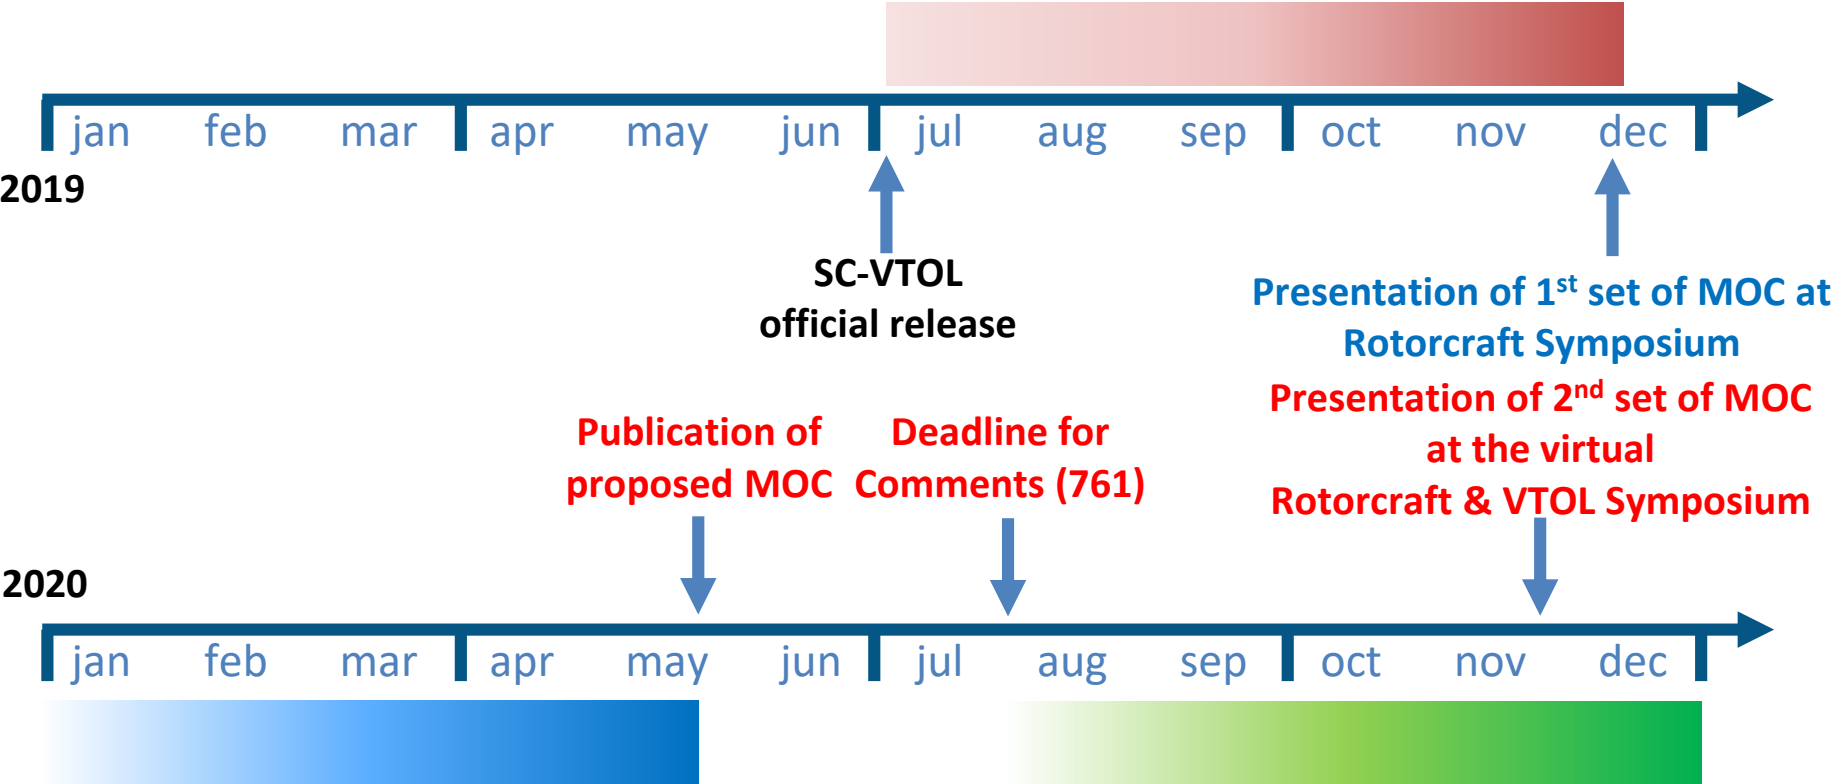 jan feb mar apr may jun jul aug sep oct nov dec
2019
SC-VTOL
official release
Presentation of 1st set of MOC at
Rotorcraft Symposium
Presentation of 2nd set of MOC
at the virtual
Rotorcraft & VTOL Symposium
Publication of
proposed MOC
Deadline for
Comments (761)
2020
jan feb mar apr may jun jul aug sep oct nov dec